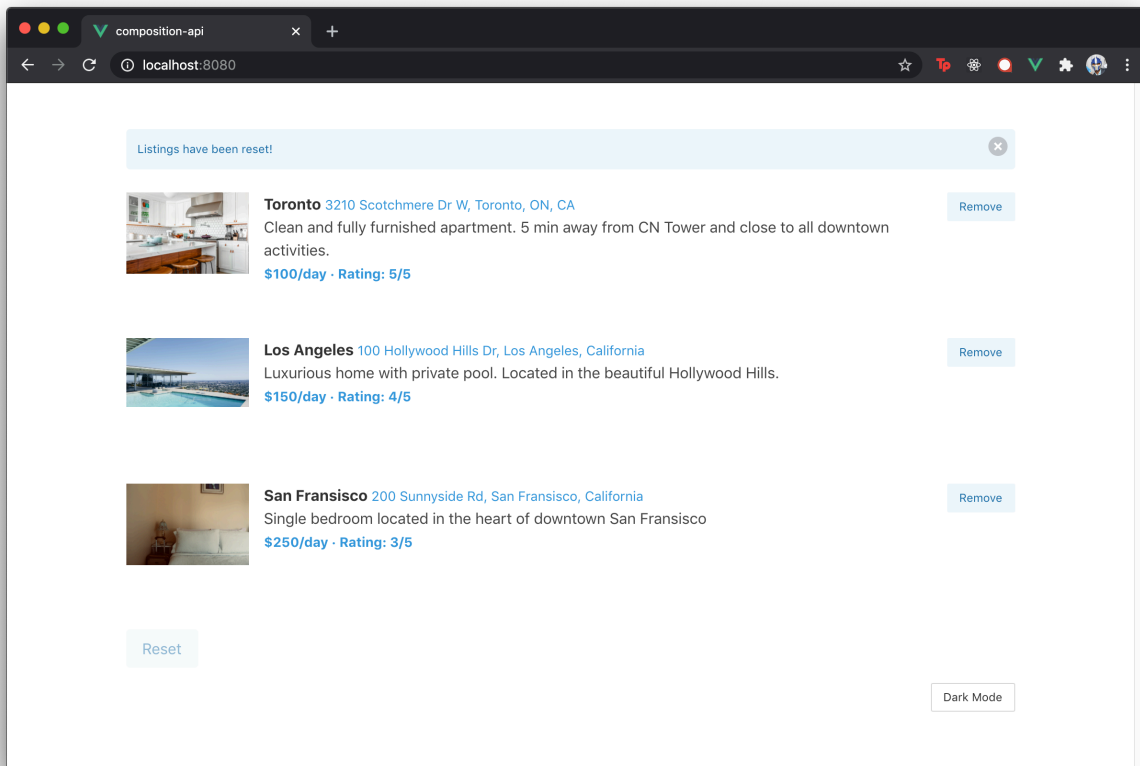 composition-api
localhost:8080
Tp
Listings have been reset!
Toronto 3210 Scotchmere Dr W, Toronto, ON, CA
Remove
Clean and fully furnished apartment. 5 min away from CN Tower and close to all downtown
activities.
$100/day · Rating: 5/5
Los Angeles 100 Hollywood Hills Dr, Los Angeles, California
Remove
Luxurious home with private pool. Located in the beautiful Hollywood Hills.
$150/day · Rating: 4/5
San Fransisco 200 Sunnyside Rd, San Fransisco, California
Remove
Single bedroom located in the heart of downtown San Fransisco
$250/day · Rating: 3/5
Reset
Dark Mode